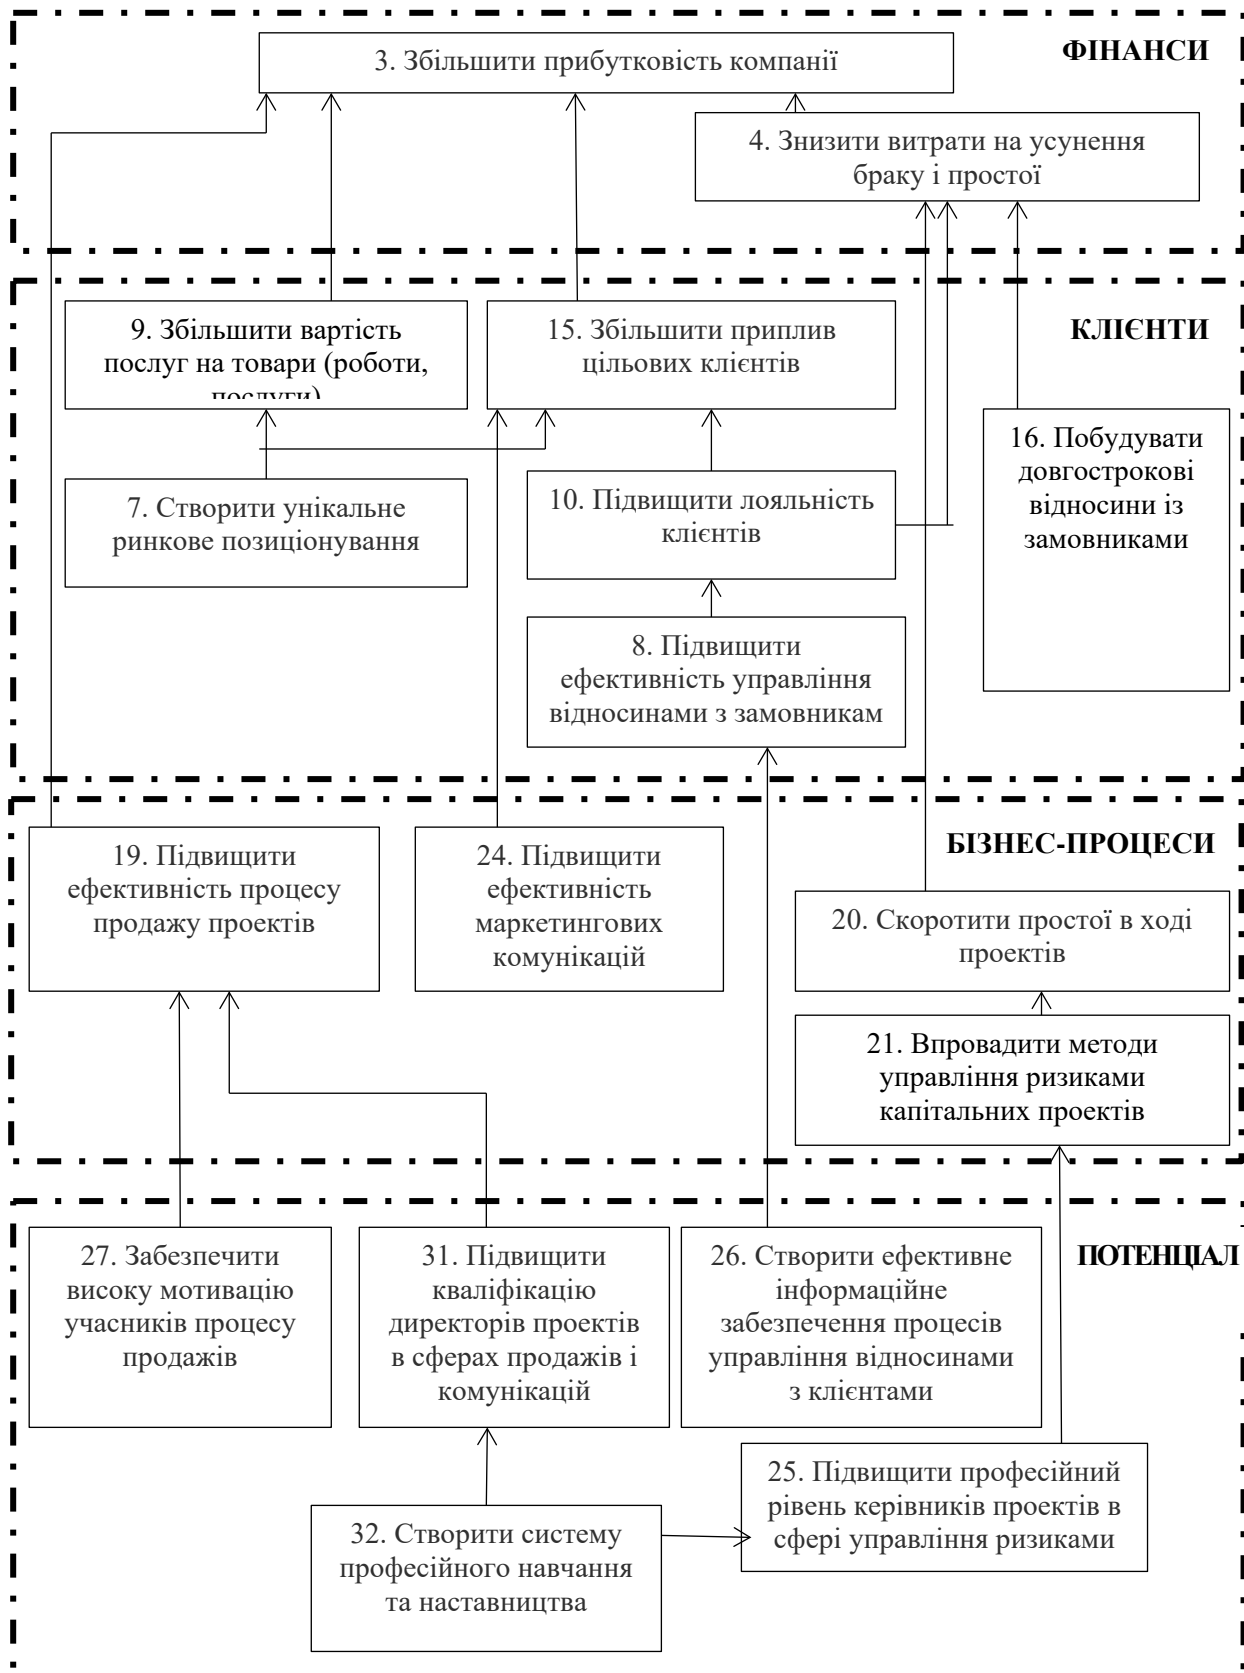 ФІНАНСИ
3. Збільшити прибутковість компанії
4. Знизити витрати на усунення
браку і простої
КЛІЄНТИ
9. Збільшити вартість
послуг на товари (роботи,
послуги)
15. Збільшити приплив
цільових клієнтів
16. Побудувати
довгострокові
відносини із
замовниками
7. Створити унікальне
ринкове позиціонування
10. Підвищити лояльність
клієнтів
8. Підвищити
ефективність управління
відносинами з замовникам
БІЗНЕС-ПРОЦЕСИ
19. Підвищити
ефективність процесу
продажу проектів
24. Підвищити
ефективність
маркетингових
комунікацій
20. Скоротити простої в ході
проектів
21. Впровадити методи
управління ризиками
капітальних проектів
ПОТЕНЦІАЛ
27. Забезпечити
високу мотивацію
учасників процесу
продажів
31. Підвищити
кваліфікацію
директорів проектів
в сферах продажів і
комунікацій
26. Створити ефективне
інформаційне
забезпечення процесів
управління відносинами
з клієнтами
25. Підвищити професійний
рівень керівників проектів в
сфері управління ризиками
32. Створити систему
професійного навчання
та наставництва